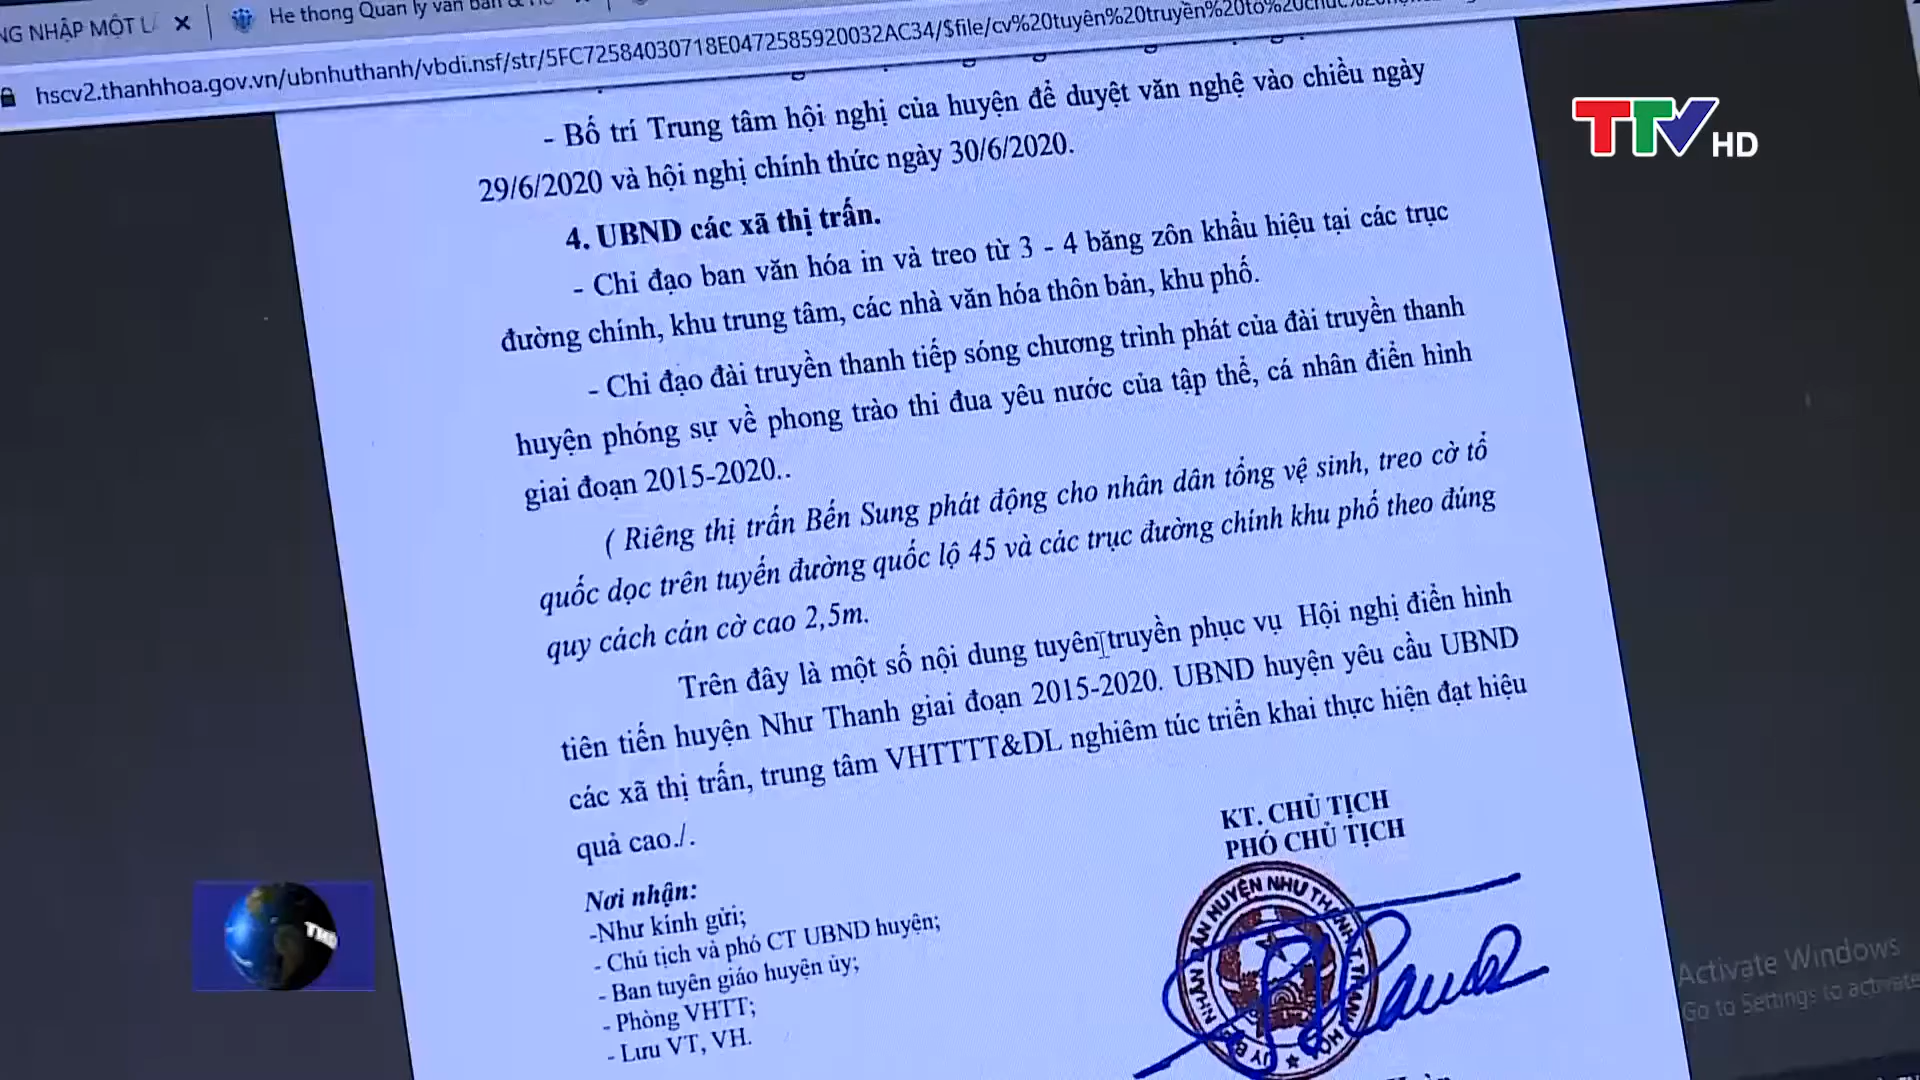 NG NHẬP MỘT L
He thong Quan ly van ban &
hscv2.thanhhoa.gov.vn/ubnhuthanh/vbdi.nsf/str/5FC72584030718E0472585920032AC34/$file/cv%20tuyên%20truyền%20tổ%20chức%20
TTV HD
- Bố trí Trung tâm hội nghị của huyện để duyệt văn nghệ vào chiều ngày
29/6/2020 và hội nghị chính thức ngày 30/6/2020.
4. UBND các xã thị trấn.
- Chỉ đạo ban văn hóa in và treo từ 3 - 4 băng zôn khẩu hiệu tại các trục
đường chính, khu trung tâm, các nhà văn hóa thôn bản, khu phố.
- Chỉ đạo đài truyền thanh tiếp sóng chương trình phát của đài truyền thanh
huyện phóng sự về phong trào thi đua yêu nước của tập thể, cá nhân điển hình
giai đoạn 2015-2020..
( Riêng thị trấn Bến Sung phát động cho nhân dân tổng vệ sinh, treo cờ tổ
quốc dọc trên tuyến đường quốc lộ 45 và các trục đường chính khu phố theo đúng
quy cách cán cờ cao 2,5m.
Trên đây là một số nội dung tuyên truyền phục vụ Hội nghị điển hình
tiên tiến huyện Như Thanh giai đoạn 2015-2020. UBND huyện yêu cầu UBND
các xã thị trấn, trung tâm VHTTTT&DL nghiêm túc triển khai thực hiện đạt hiệu
quả cao./.
KT. CHỦ TỊCH
PHÓ CHỦ TỊCH
Nơi nhận:
-Như kính gửi;
- Chủ tịch và phó CT UBND huyện;
- Ban tuyên giáo huyện ủy;
- Phòng VHTT;
- Lưu VT, VH.
NHÂN DÂN HUYỆN NHƯ THANH
Activate Windows
Go to Settings to activate